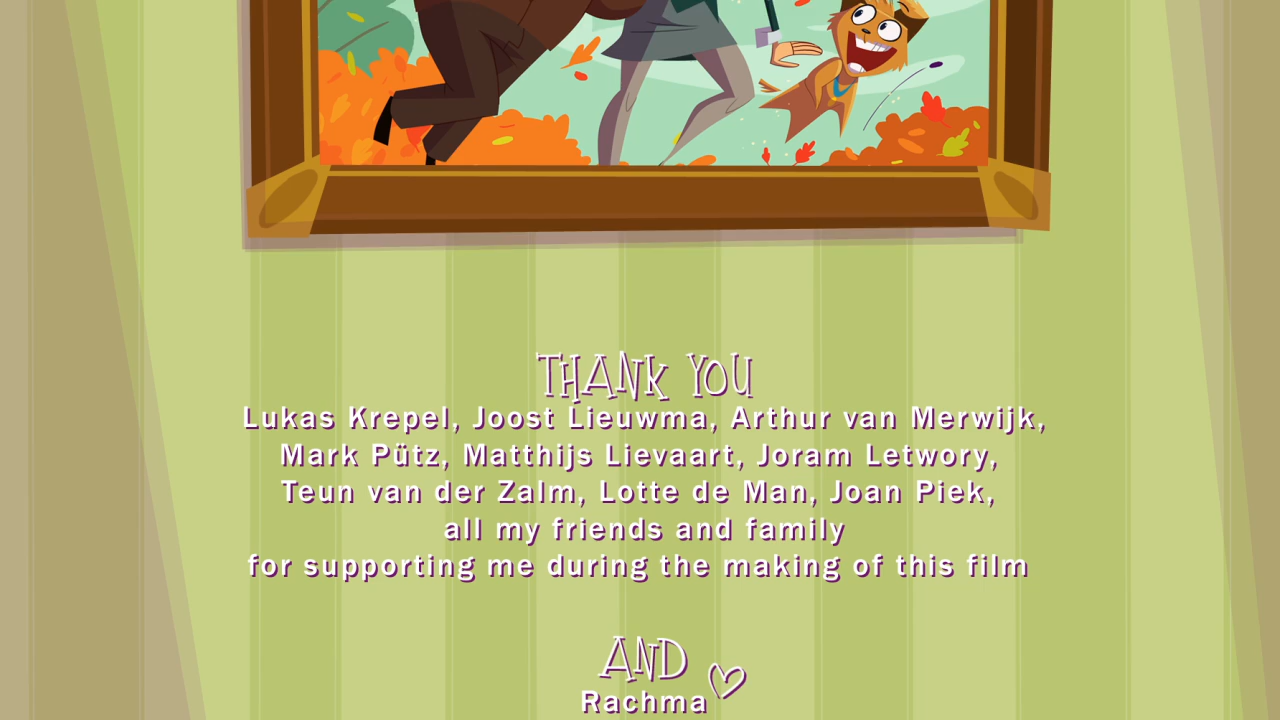 THANK YOU
Lukas Krepel, Joost Lieuwma, Arthur van Merwijk,
Mark Pütz, Matthijs Lievaart, Joram Letwory,
Teun van der Zalm, Lotte de Man, Joan Piek,
all my friends and family
for supporting me during the making of this film
AND
Rachma